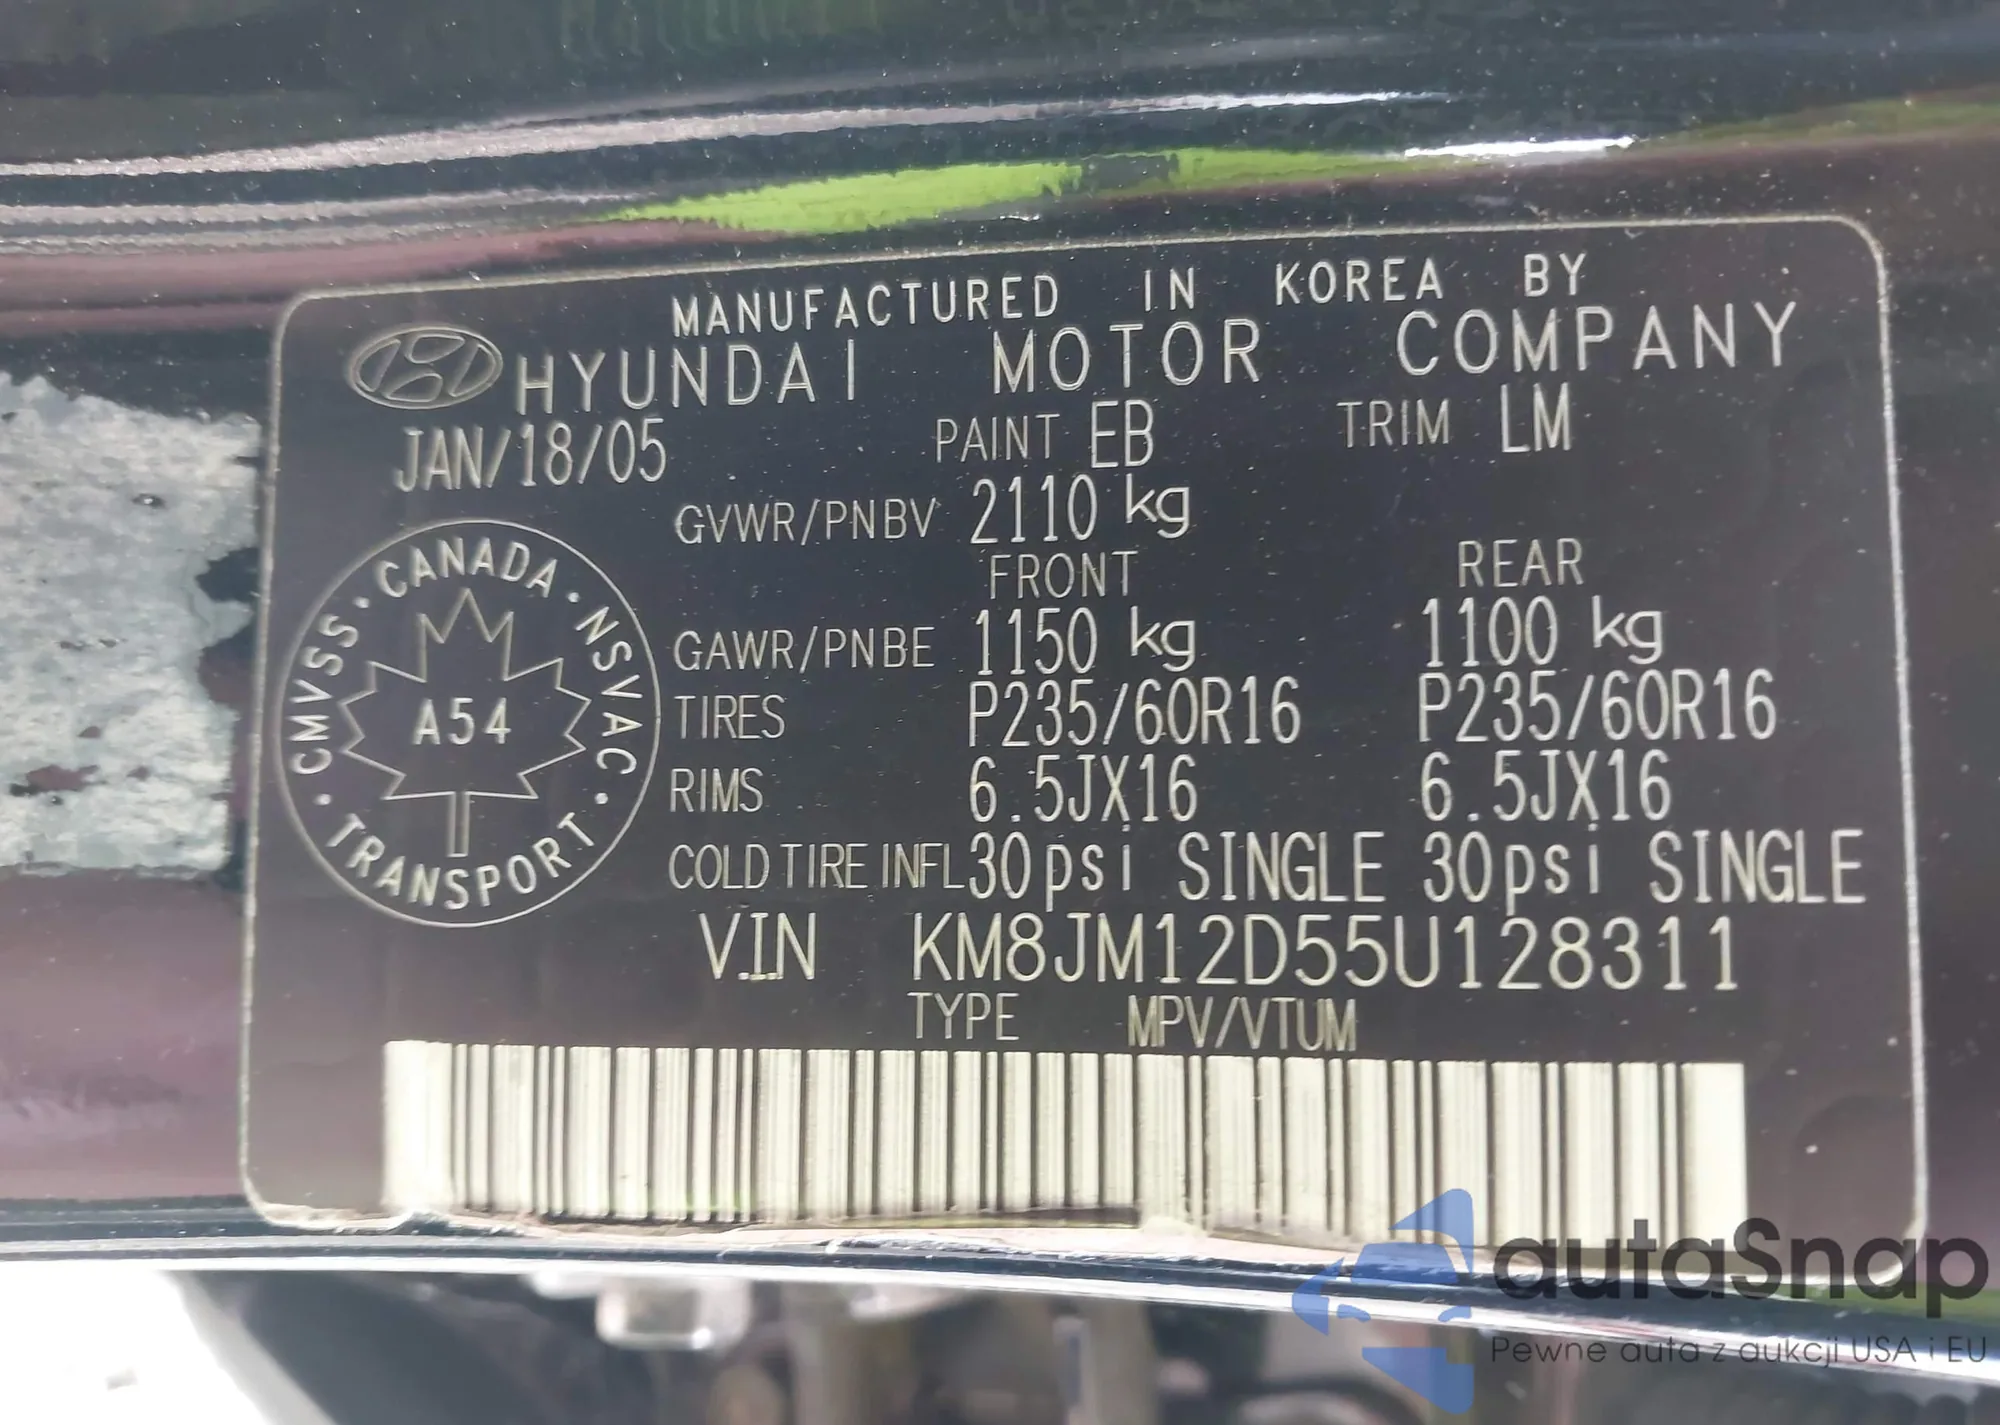 MANUFACTURED IN KOREA BY
HYUNDAI MOTOR COMPANY
JAN/18/05 PAINT EB TRIM LM
GVWR/PNBV 2110 kg
FRONT REAR
GAWR/PNBE 1150 kg 1100 kg
TIRES P235/60R16 P235/60R16
RIMS 6.5JX16 6.5JX16
COLD TIRE INFL 30psi SINGLE 30psi SINGLE
V.I.N KM8JM12D55U128311
TYPE MPV/VTUM
CMVSS · CANADA · NSVAC · TRANSPORT ·
A54
autaSnap
Pewne auta z aukcji USA i EU